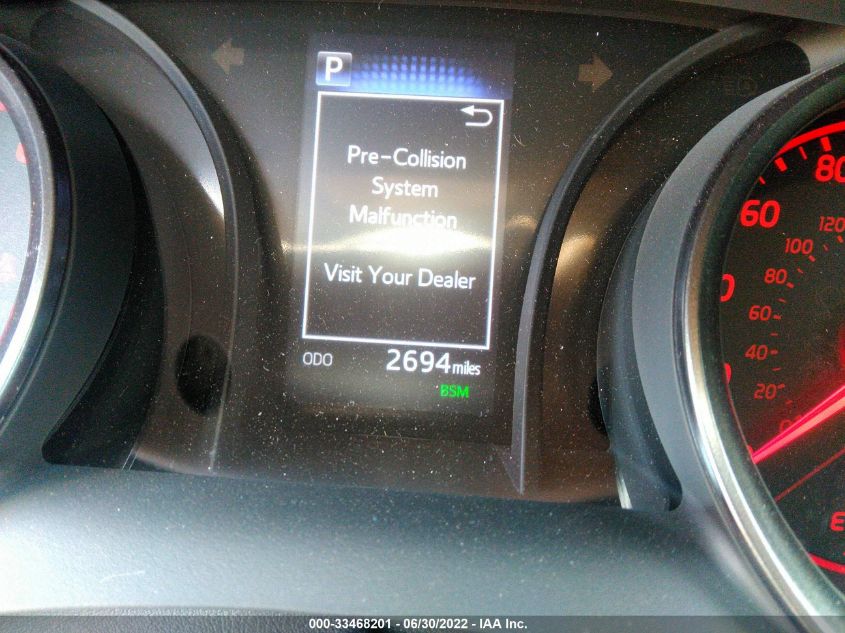 P
Pre-Collision
System
Malfunction
Visit Your Dealer
ODO 2694 miles
BSM
80
60
120
100
80
60
40
20
E
000-33468201 - 06/30/2022 - IAA Inc.